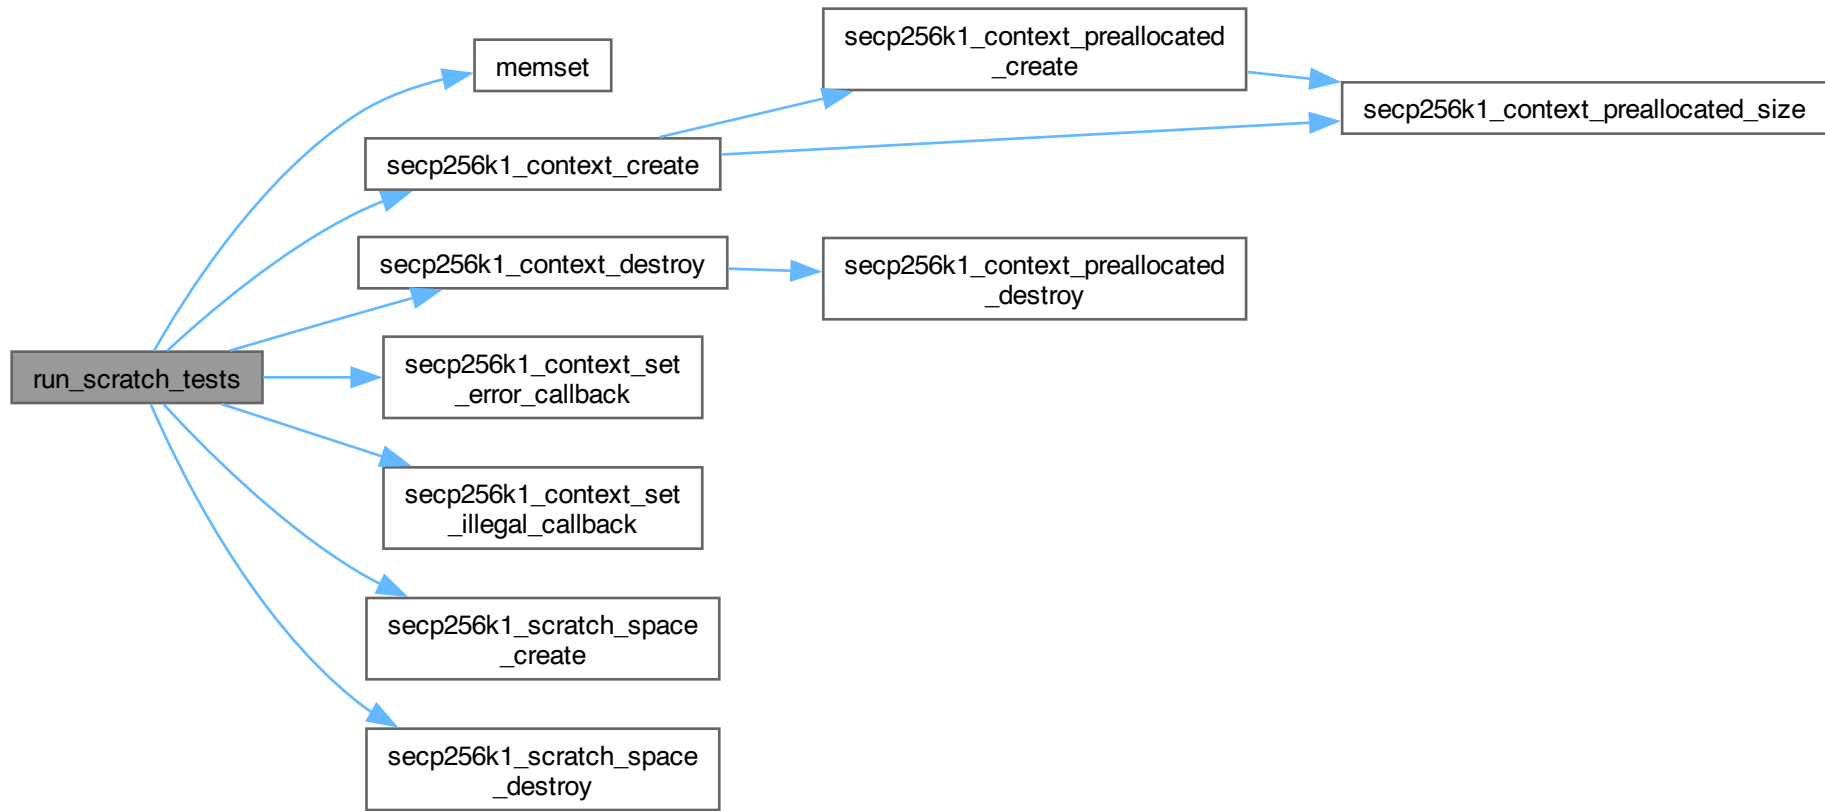 run_scratch_tests
memset
secp256k1_context_create
secp256k1_context_preallocated
_create
secp256k1_context_preallocated_size
secp256k1_context_destroy
secp256k1_context_preallocated
_destroy
secp256k1_context_set
_error_callback
secp256k1_context_set
_illegal_callback
secp256k1_scratch_space
_create
secp256k1_scratch_space
_destroy